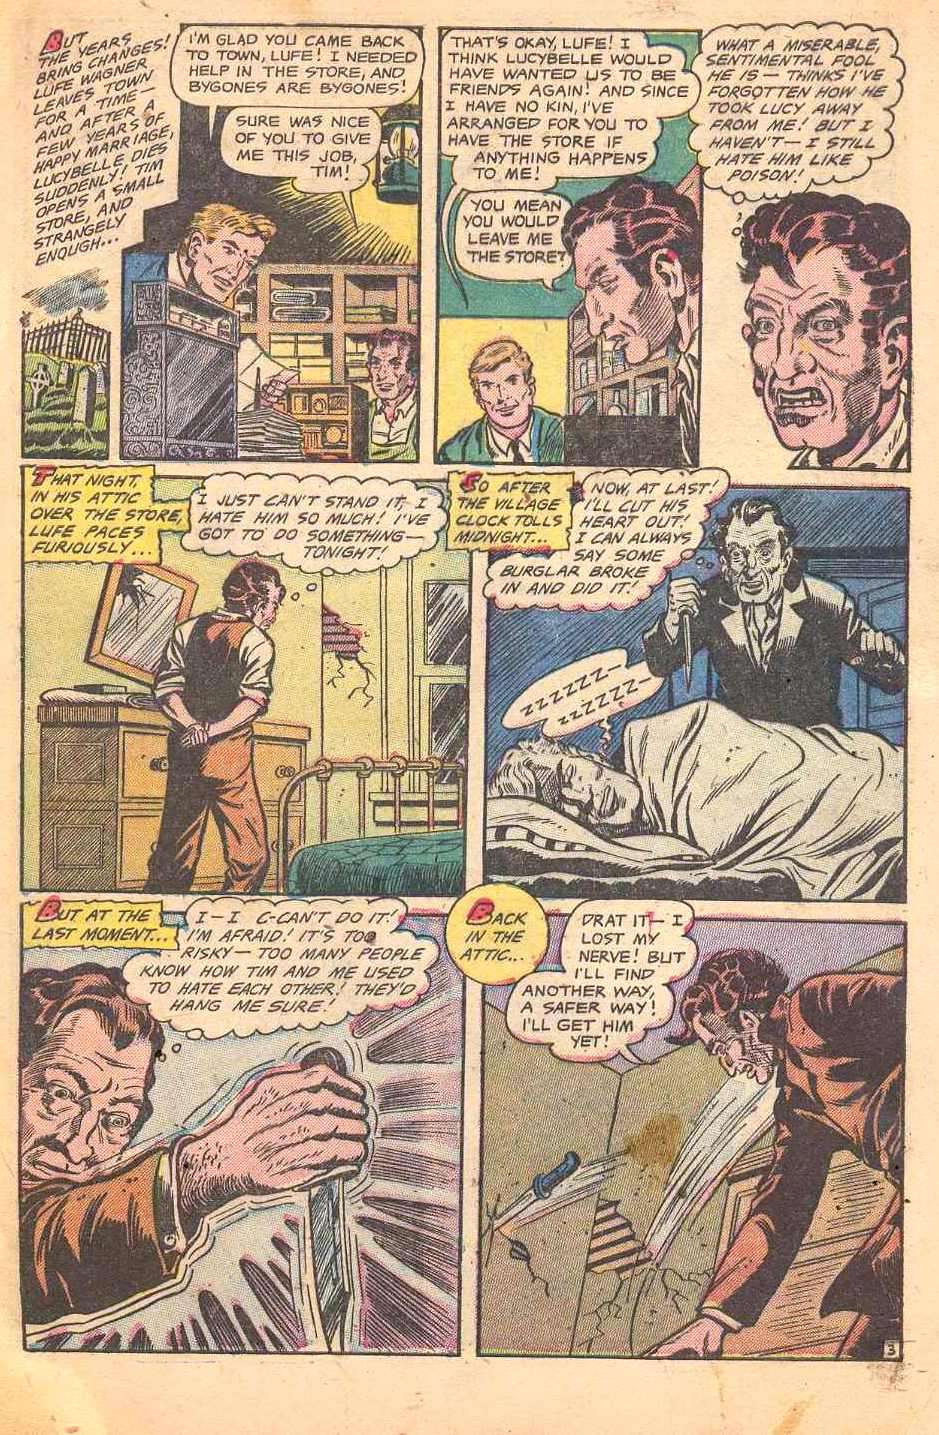 BUT
THE YEARS
BRING CHANGES!
LUFE WAGNER
LEAVES TOWN
FOR A TIME—
AND AFTER A
FEW YEARS OF
HAPPY MARRIAGE,
LUCYBELLE DIES
SUDDENLY! TIM
OPENS A SMALL
STORE, AND
STRANGELY
ENOUGH...
I'M GLAD YOU CAME BACK
TO TOWN, LUFE! I NEEDED
HELP IN THE STORE, AND
BYGONES ARE BYGONES!
SURE WAS NICE
OF YOU TO GIVE
ME THIS JOB,
TIM!
THAT'S OKAY, LUFE! I
THINK LUCYBELLE WOULD
HAVE WANTED US TO BE
FRIENDS AGAIN! AND SINCE
I HAVE NO KIN, I'VE
ARRANGED FOR YOU TO
HAVE THE STORE IF
ANYTHING HAPPENS
TO ME!
YOU MEAN
YOU WOULD
LEAVE ME
THE STORE?
WHAT A MISERABLE,
SENTIMENTAL FOOL
HE IS— THINKS I'VE
FORGOTTEN HOW HE
TOOK LUCY AWAY
FROM ME! BUT I
HAVEN'T— I STILL
HATE HIM LIKE
POISON!
THAT NIGHT,
IN HIS ATTIC
OVER THE STORE,
LUFE PACES
FURIOUSLY...
I JUST CAN'T STAND IT, I
HATE HIM SO MUCH! I'VE
GOT TO DO SOMETHING—
TONIGHT!
SO AFTER
THE VILLAGE
CLOCK TOLLS
MIDNIGHT...
NOW, AT LAST!
I'LL CUT HIS
HEART OUT!
I CAN ALWAYS
SAY SOME
BURGLAR BROKE
IN AND DID IT!
ZZZZZZ—
ZZZZZZ—
BUT AT THE
LAST MOMENT...
I—I C-CAN'T DO IT!
I'M AFRAID! IT'S TOO
RISKY— TOO MANY PEOPLE
KNOW HOW TIM AND ME USED
TO HATE EACH OTHER! THEY'D
HANG ME SURE!
BACK
IN THE
ATTIC...
DRAT IT— I
LOST MY
NERVE! BUT
I'LL FIND
ANOTHER WAY,
A SAFER WAY!
I'LL GET HIM
YET!
3